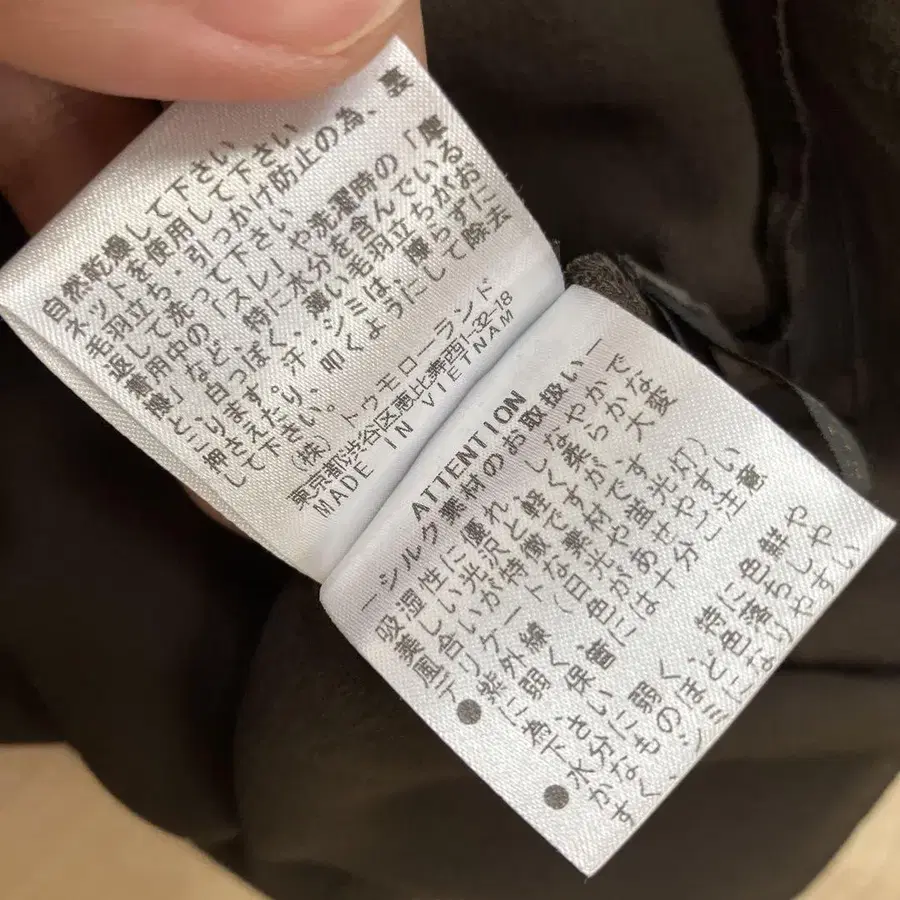 自然乾燥して下さい
ネットを使用して下さい
毛羽立ち・引っかけ防止の為、裏
返して洗って下さい
着用中の「スレ」や洗濯時の「摩
擦」など、特に水分を含んでいる
と白っぽく、薄い毛羽立ちがお
こります。汗・シミは、擦らずに
押さえたり、叩くようにして除去
して下さい。
(株)トゥモローランド
東京都渋谷区恵比寿西1-32-18
MADE IN VIETNAM
ATTENTION
ーシルク素材のお取扱いー
吸湿性に優れ、しなやかで
美しい光沢と軽く柔らかな
風合いが特徴ですが、大変
デリケートな素材です
●紫外線(日光や蛍光灯)
に弱く、色があせやすい
為、保管には十分ご注意
下さい
●水分に弱く、特に色鮮や
かなものほど色落ちしや
すく、シミになりやすい